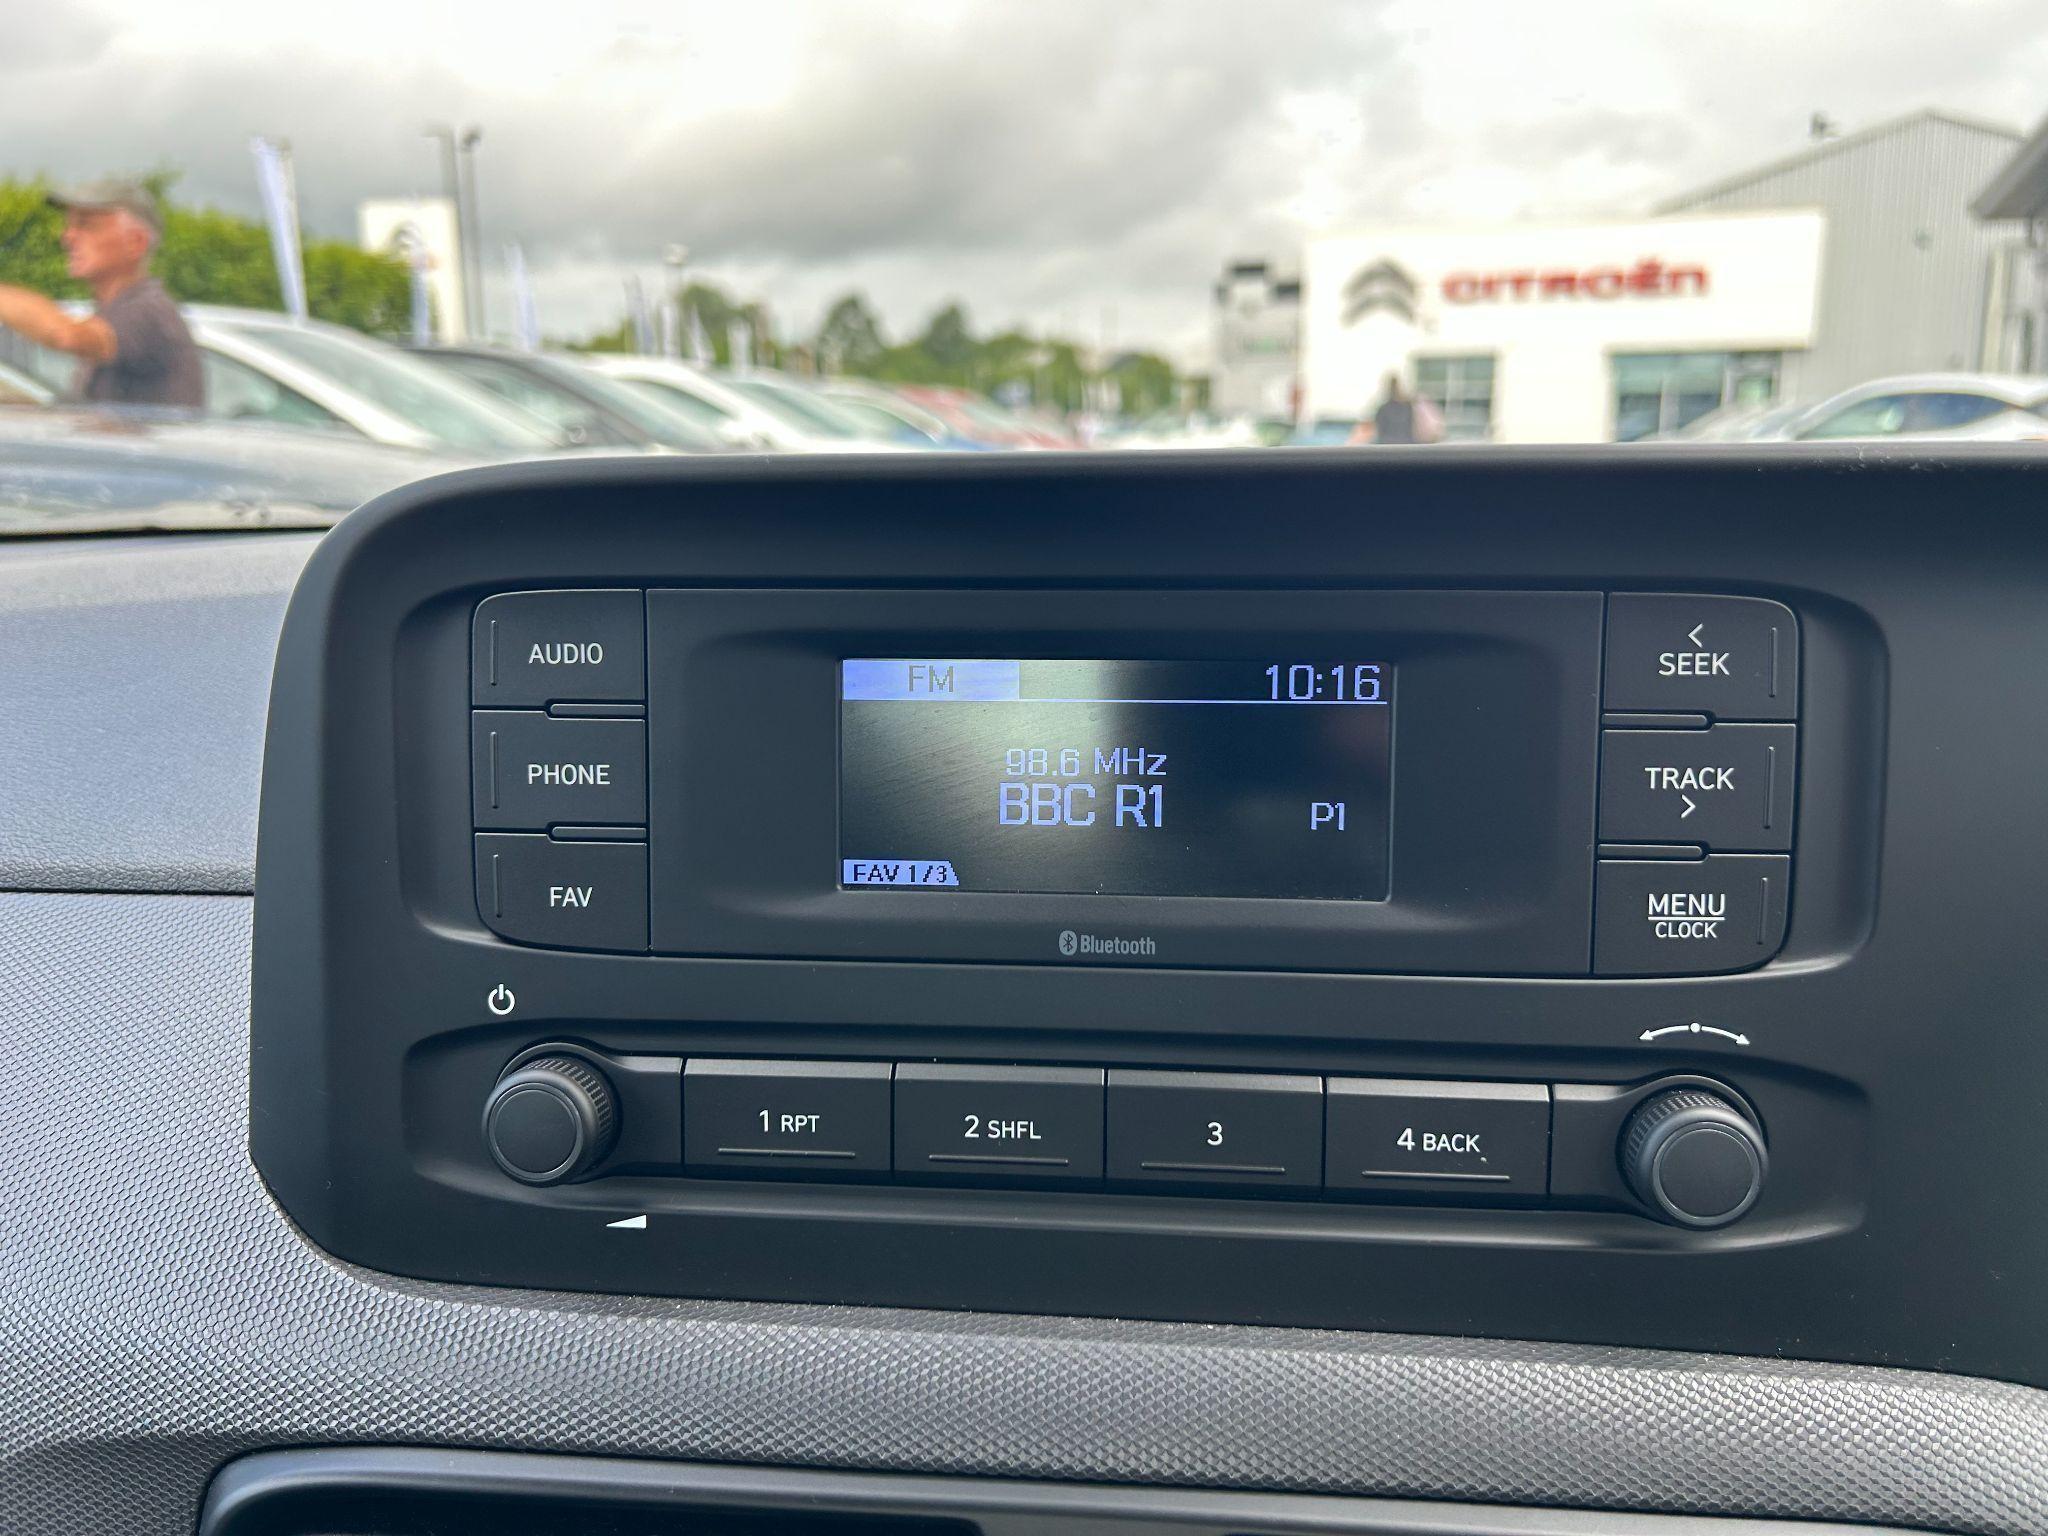 CITROËN
AUDIO
PHONE
FAV
FM 10:16
98.6 MHz
BBC R1
P1
FAV 1/3
Bluetooth
< SEEK
TRACK >
MENU
CLOCK
1 RPT
2 SHFL
3
4 BACK